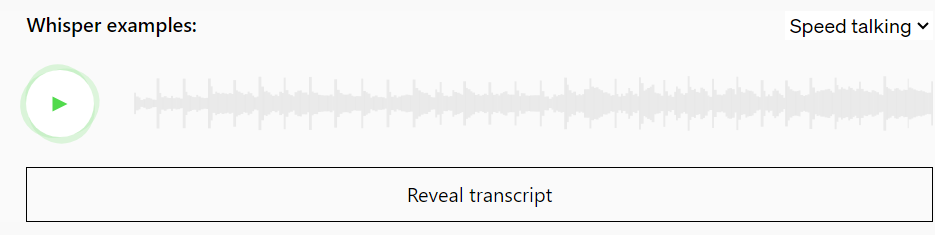 Whisper examples:
Speed talking
Reveal transcript